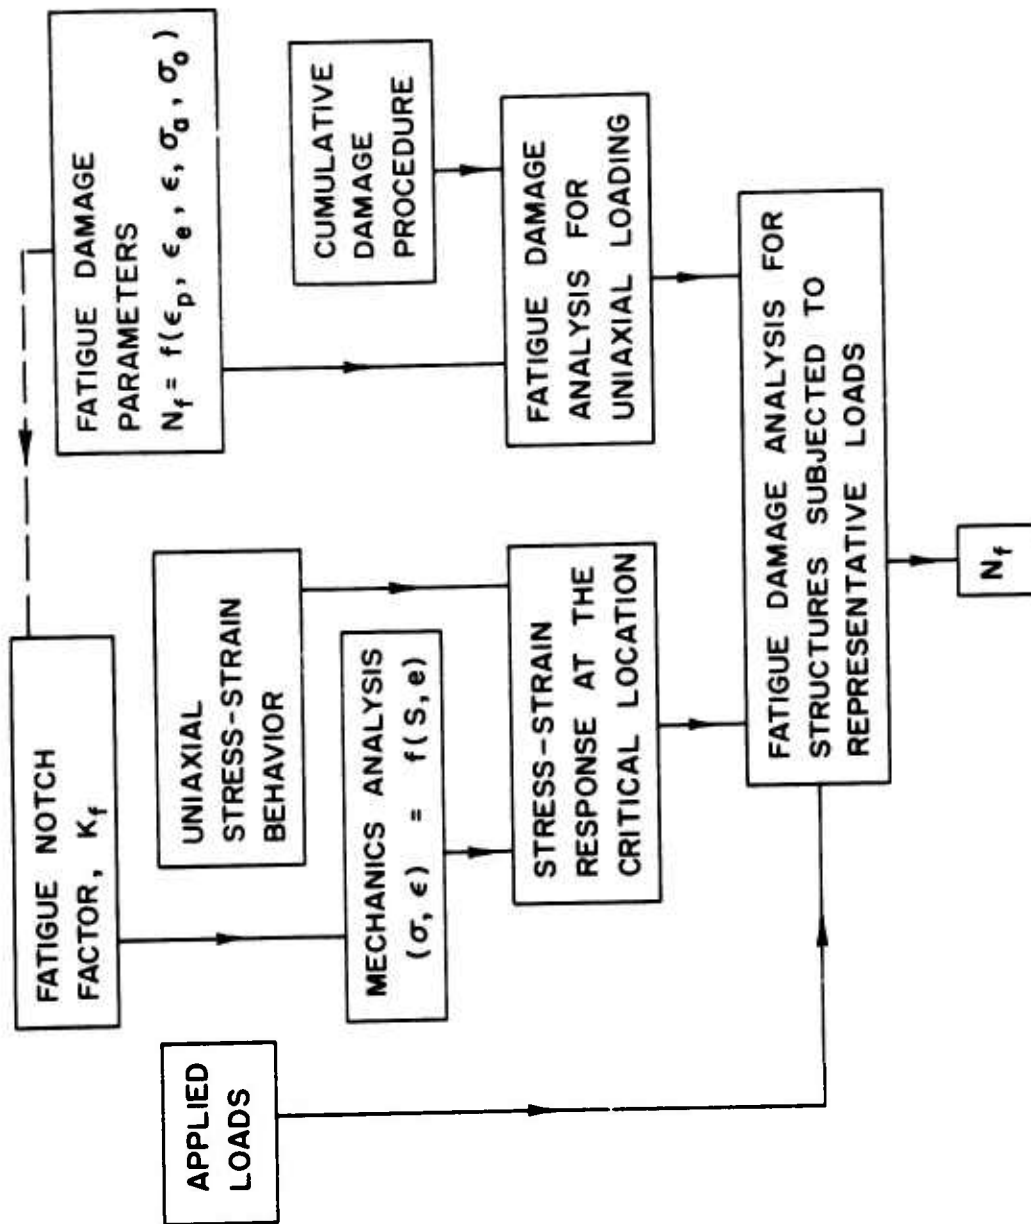 FATIGUE NOTCH
FACTOR, K_f
FATIGUE DAMAGE
PARAMETERS
N_f = f(ϵ_p, ϵ_e, ϵ, σ_a, σ_o)
APPLIED
LOADS
UNIAXIAL
STRESS-STRAIN
BEHAVIOR
MECHANICS ANALYSIS
(σ, ϵ) = f(S, e)
CUMULATIVE
DAMAGE
PROCEDURE
STRESS-STRAIN
RESPONSE AT THE
CRITICAL LOCATION
FATIGUE DAMAGE
ANALYSIS FOR
UNIAXIAL LOADING
FATIGUE DAMAGE ANALYSIS FOR
STRUCTURES SUBJECTED TO
REPRESENTATIVE LOADS
N_f